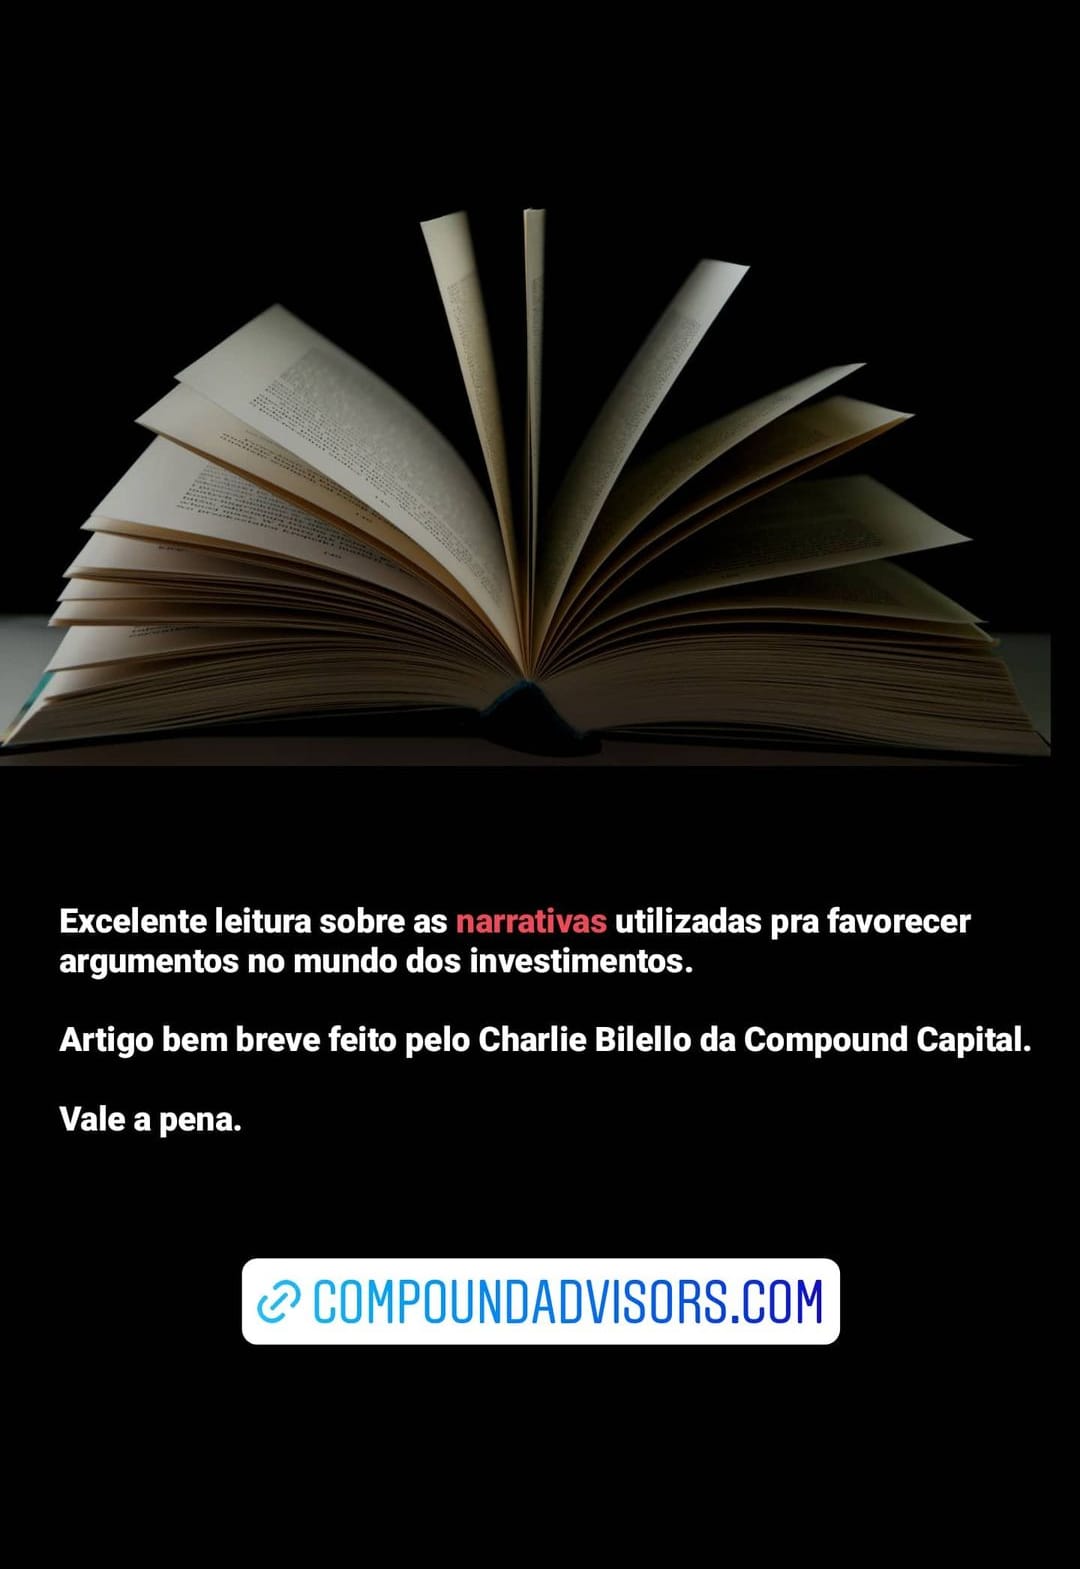 Excelente leitura sobre as narrativas utilizadas pra favorecer
argumentos no mundo dos investimentos.
Artigo bem breve feito pelo Charlie Bilello da Compound Capital.
Vale a pena.
COMPOUNDADVISORS.COM